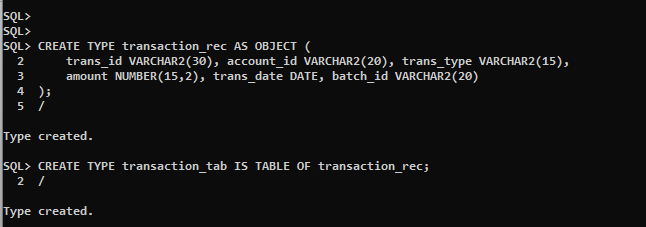 SQL>
SQL>
SQL> CREATE TYPE transaction_rec AS OBJECT (
  2      trans_id VARCHAR2(30), account_id VARCHAR2(20), trans_type VARCHAR2(15),
  3      amount NUMBER(15,2), trans_date DATE, batch_id VARCHAR2(20)
  4  );
  5  /
Type created.
SQL> CREATE TYPE transaction_tab IS TABLE OF transaction_rec;
  2  /
Type created.